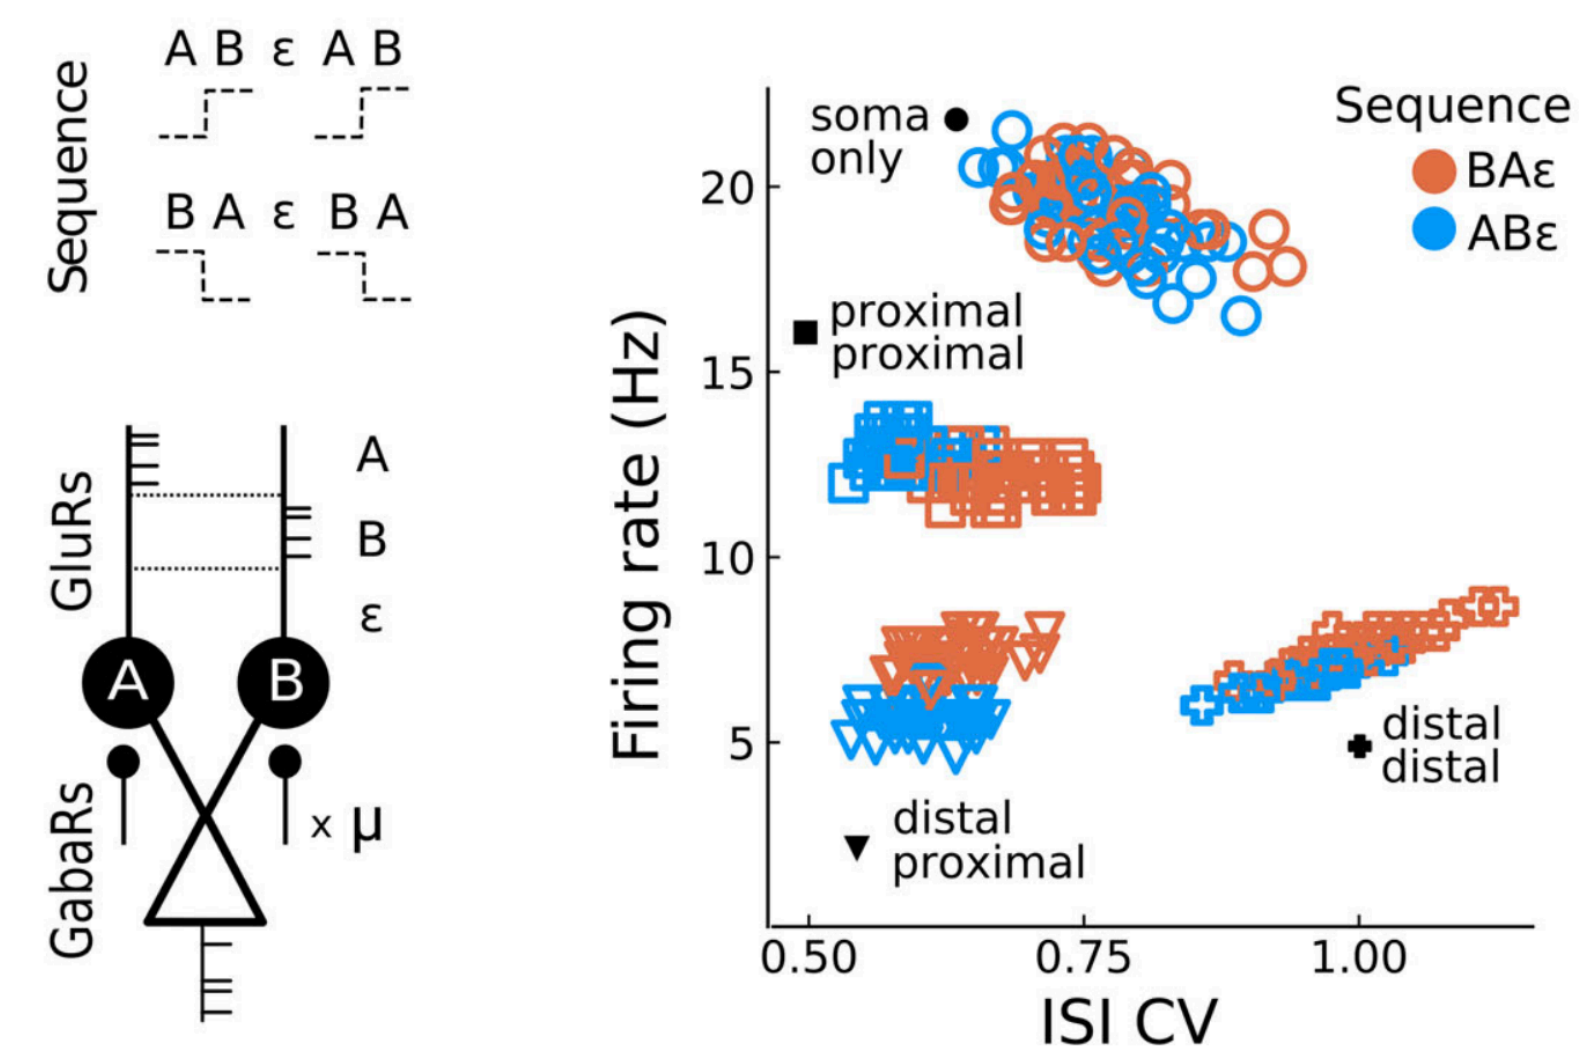 Sequence
A B ε A B
B A ε B A
GluRs
A
B
ε
A
B
GabaRs
x μ
Firing rate (Hz)
20
15
10
5
soma
only
proximal
proximal
distal
proximal
distal
distal
Sequence
BAε
ABε
0.50 0.75 1.00
ISI CV